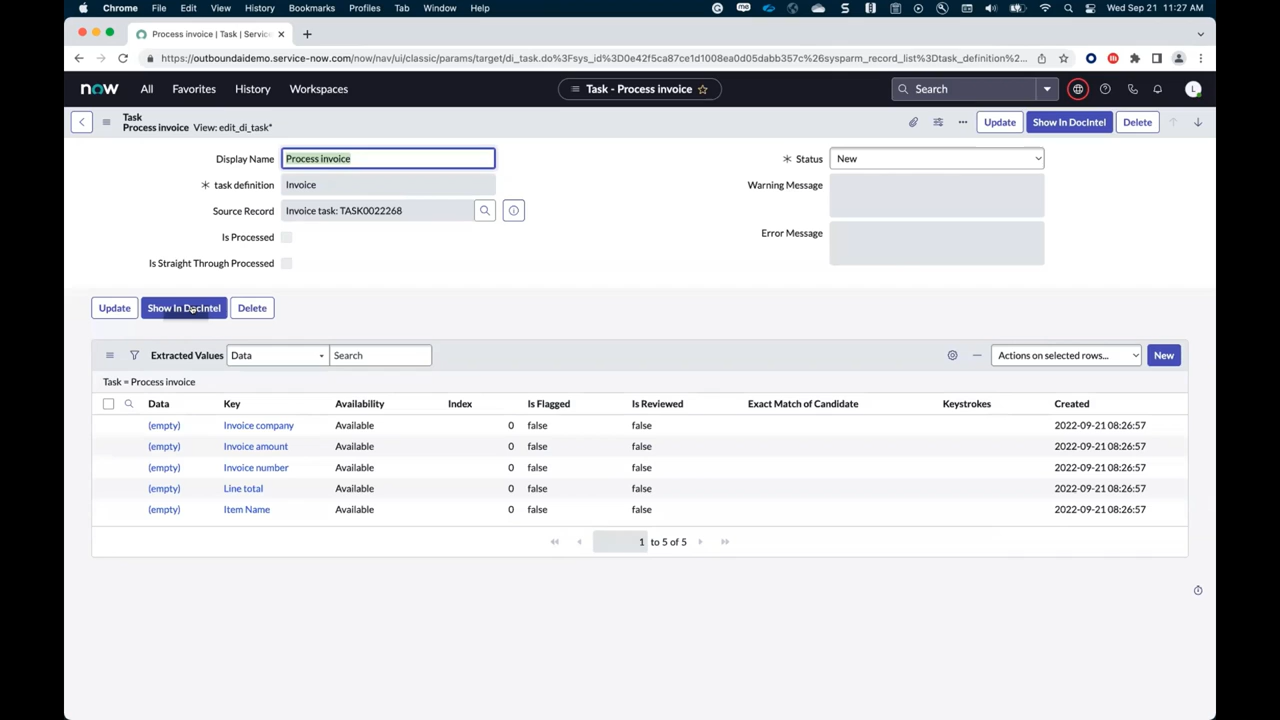 Chrome File Edit View History Bookmarks Profiles Tab Window Help Wed Sep 21 11:27 AM
Process invoice | Task | Service
https://outboundaidemo.service-now.com/now/nav/ui/classic/params/target/di_task.do%3Fsys_id%3D0e42f5ca87ce1d1008ea0d05dabb357c%26sysparm_record_list%3Dtask_definition%2...
now All Favorites History Workspaces Task - Process invoice Search L
Task
Process invoice View: edit_di_task*
Update Show In DocIntel Delete
Display Name Process invoice
Status New
task definition Invoice
Warning Message
Source Record Invoice task: TASK0022268
Is Processed
Error Message
Is Straight Through Processed
Update Show In DocIntel Delete
Extracted Values Data Search Actions on selected rows... New
Task = Process invoice
Data Key Availability Index Is Flagged Is Reviewed Exact Match of Candidate Keystrokes Created
(empty) Invoice company Available 0 false false 2022-09-21 08:26:57
(empty) Invoice amount Available 0 false false 2022-09-21 08:26:57
(empty) Invoice number Available 0 false false 2022-09-21 08:26:57
(empty) Line total Available 0 false false 2022-09-21 08:26:57
(empty) Item Name Available 0 false false 2022-09-21 08:26:57
1 to 5 of 5